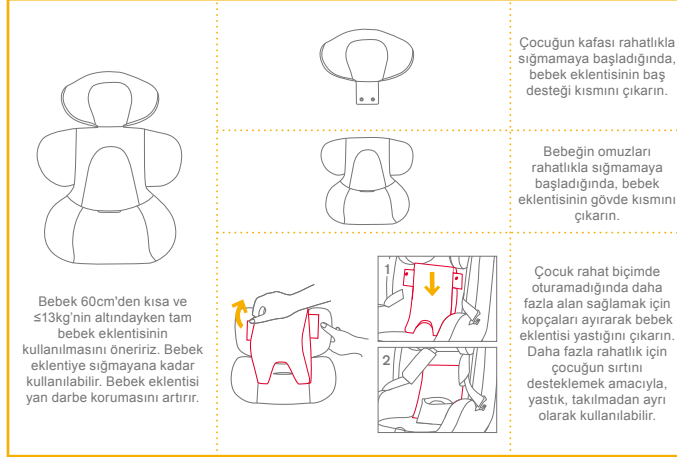 Bebek 60cm'den kısa ve
≤13kg'nin altındayken tam
bebek eklentisinin
kullanılmasını öneririz. Bebek
eklentiye sığmayana kadar
kullanılabilir. Bebek eklentisi
yan darbe korumasını artırır.
Çocuğun kafası rahatlıkla
sığmamaya başladığında,
bebek eklentisinin baş
desteği kısmını çıkarın.
Bebeğin omuzları
rahatlıkla sığmamaya
başladığında, bebek
eklentisinin gövde kısmını
çıkarın.
1
2
Çocuk rahat biçimde
oturamadığında daha
fazla alan sağlamak için
kopçaları ayırarak bebek
eklentisi yastığını çıkarın.
Daha fazla rahatlık için
çocuğun sırtını
desteklemek amacıyla,
yastık, takılmadan ayrı
olarak kullanılabilir.